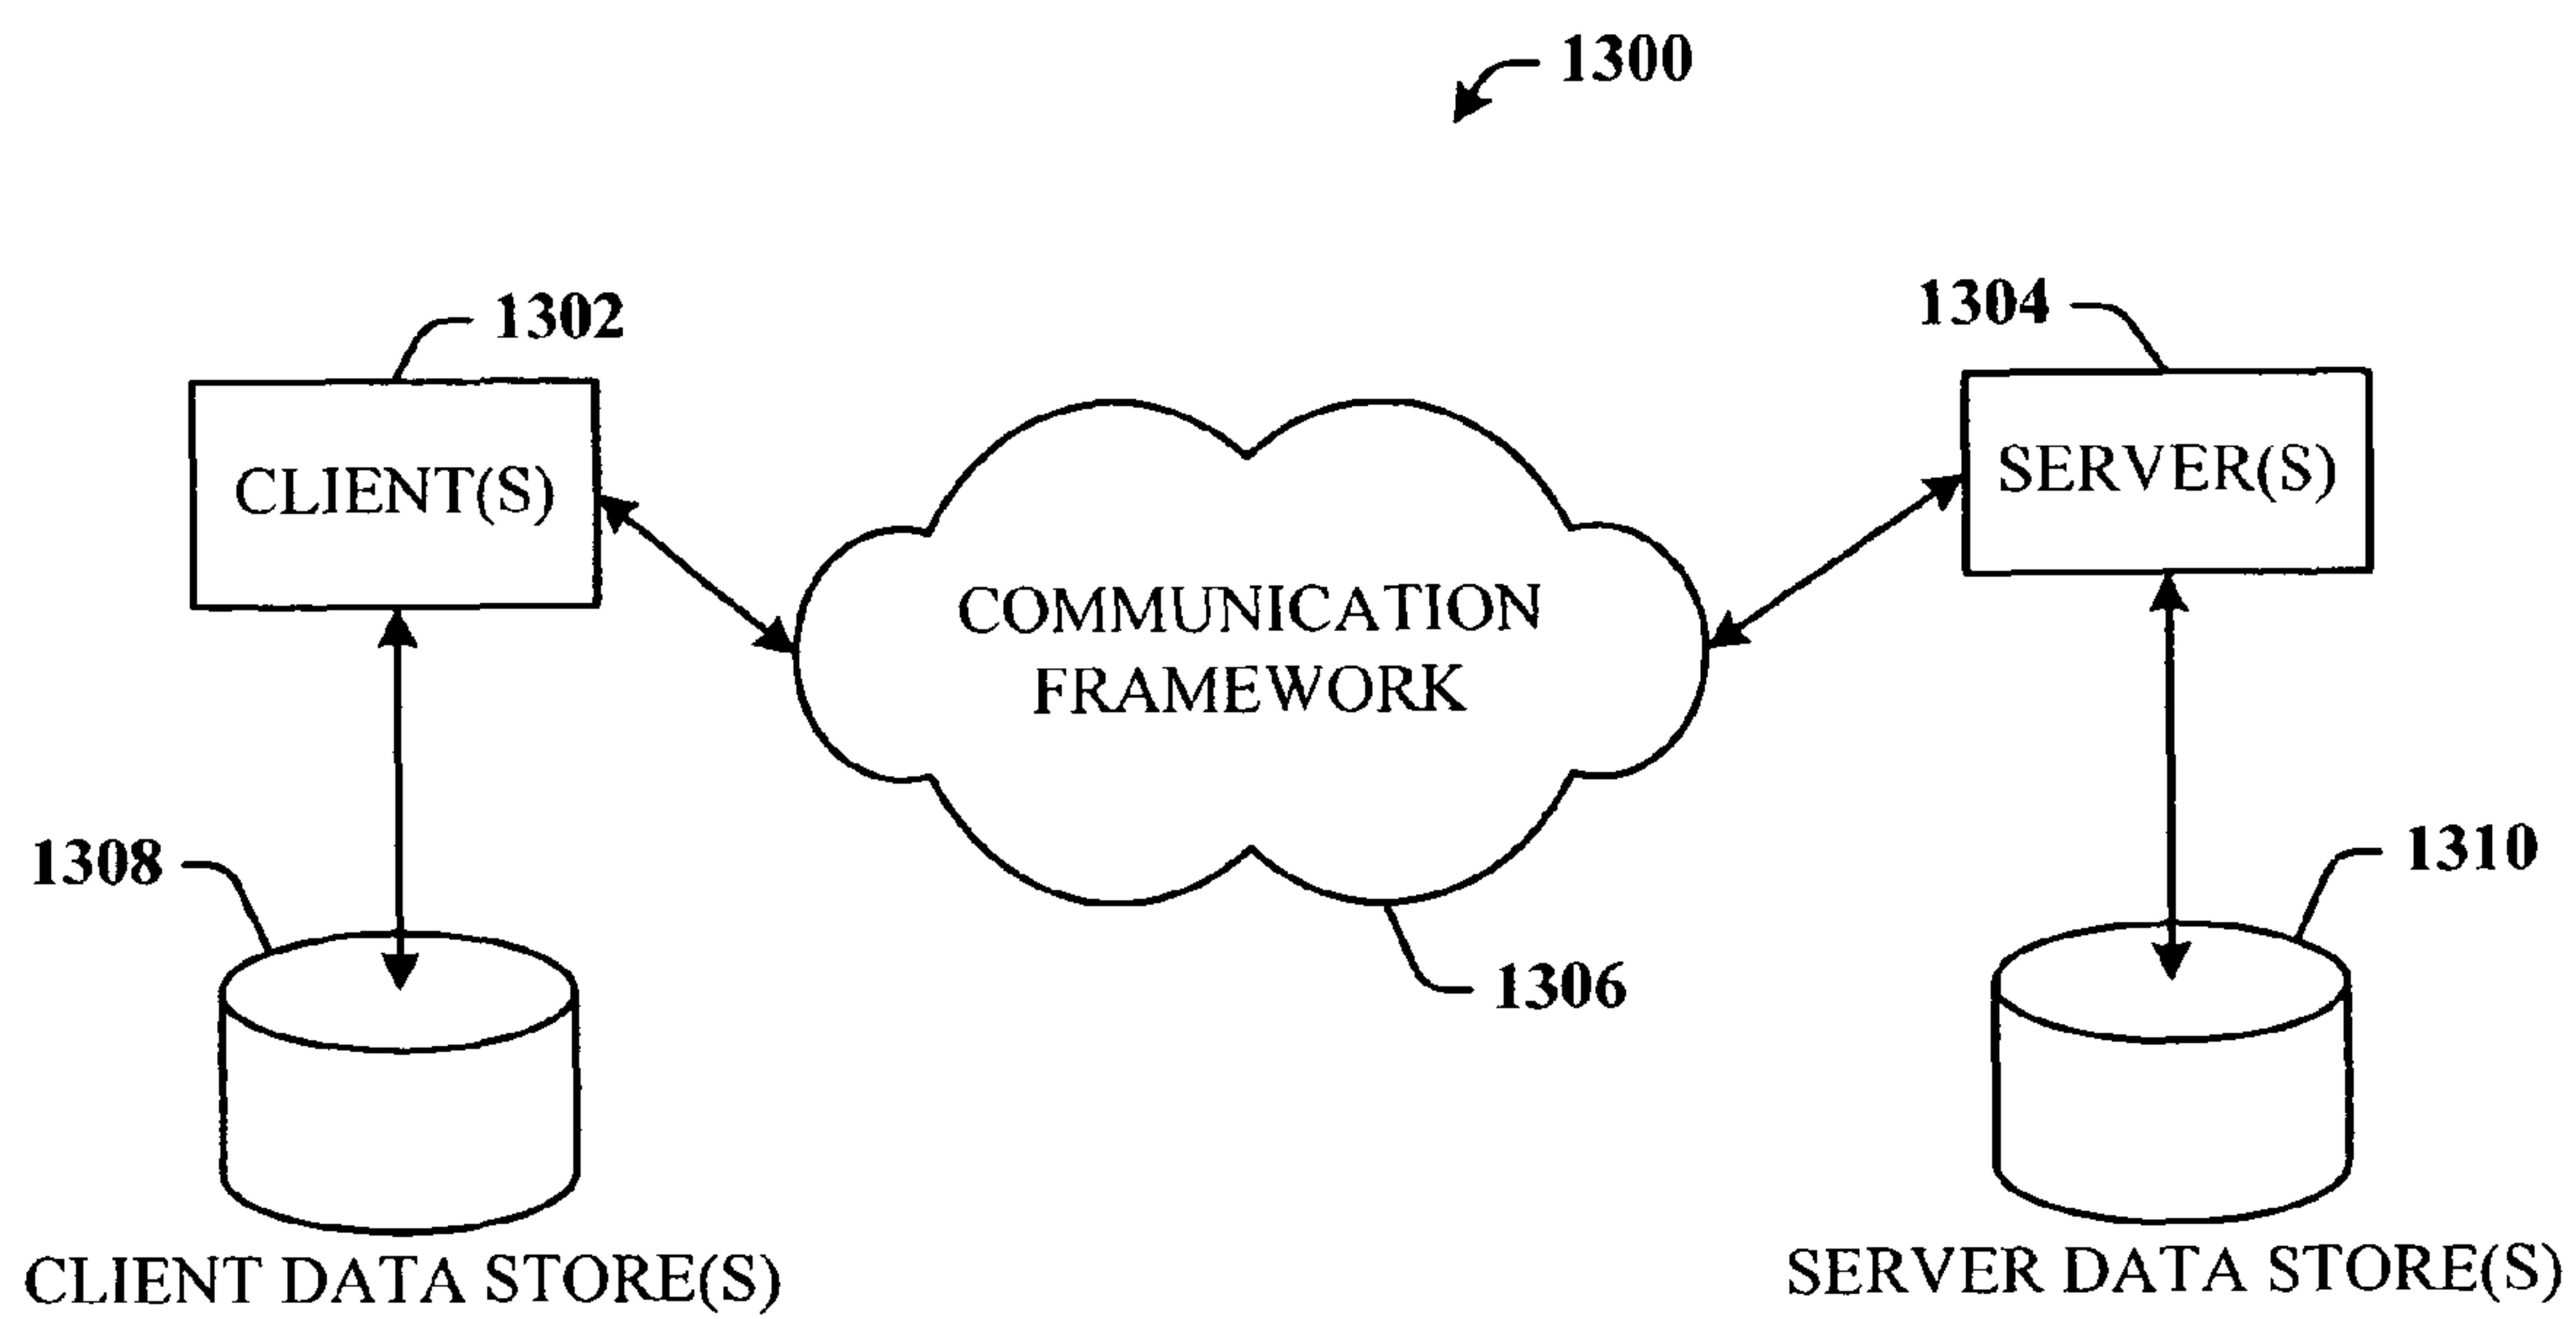 1300
1302
1304
CLIENT(S)
SERVER(S)
COMMUNICATION
FRAMEWORK
1308
1310
1306
CLIENT DATA STORE(S)
SERVER DATA STORE(S)